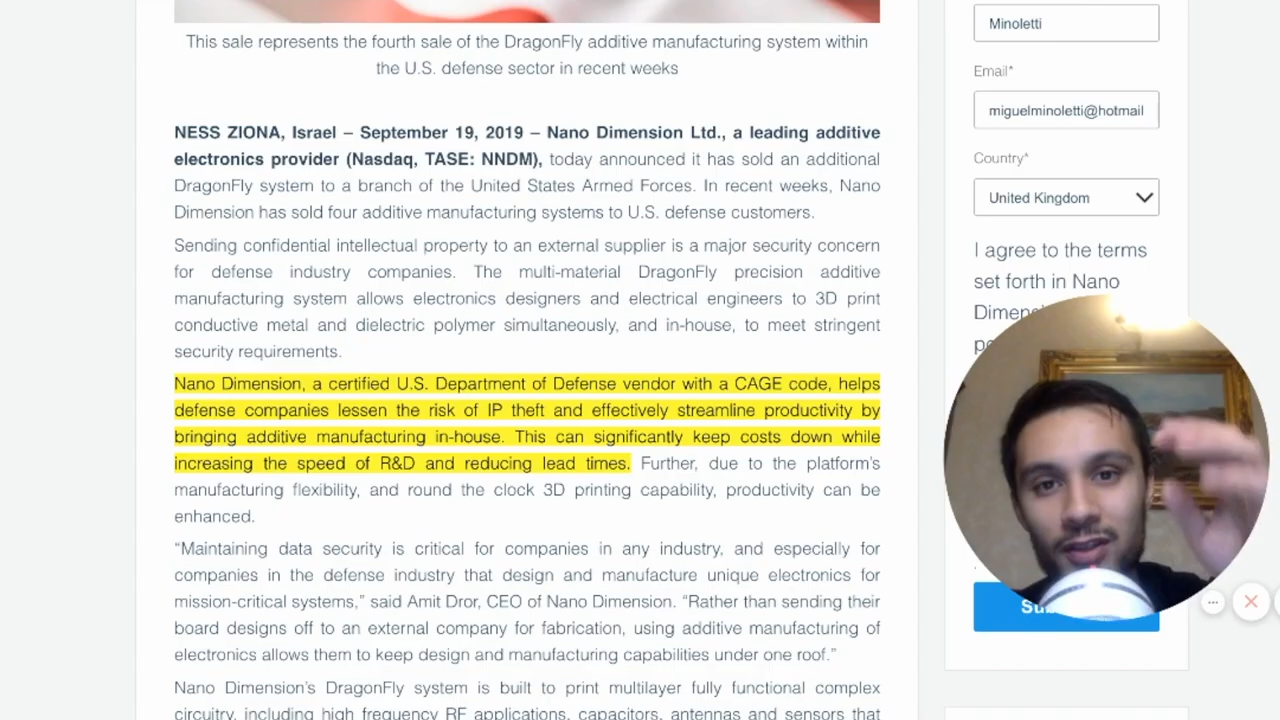 This sale represents the fourth sale of the DragonFly additive manufacturing system within
the U.S. defense sector in recent weeks
NESS ZIONA, Israel – September 19, 2019 – Nano Dimension Ltd., a leading additive
electronics provider (Nasdaq, TASE: NNDM), today announced it has sold an additional
DragonFly system to a branch of the United States Armed Forces. In recent weeks, Nano
Dimension has sold four additive manufacturing systems to U.S. defense customers.
Sending confidential intellectual property to an external supplier is a major security concern
for defense industry companies. The multi-material DragonFly precision additive
manufacturing system allows electronics designers and electrical engineers to 3D print
conductive metal and dielectric polymer simultaneously, and in-house, to meet stringent
security requirements.
Nano Dimension, a certified U.S. Department of Defense vendor with a CAGE code, helps
defense companies lessen the risk of IP theft and effectively streamline productivity by
bringing additive manufacturing in-house. This can significantly keep costs down while
increasing the speed of R&D and reducing lead times. Further, due to the platform's
manufacturing flexibility, and round the clock 3D printing capability, productivity can be
enhanced.
“Maintaining data security is critical for companies in any industry, and especially for
companies in the defense industry that design and manufacture unique electronics for
mission-critical systems,” said Amit Dror, CEO of Nano Dimension. “Rather than sending their
board designs off to an external company for fabrication, using additive manufacturing of
electronics allows them to keep design and manufacturing capabilities under one roof.”
Nano Dimension's DragonFly system is built to print multilayer fully functional complex
circuitry, including high frequency RF applications, capacitors, antennas and sensors that
Minoletti
Email*
miguelminoletti@hotmail
Country*
United Kingdom
I agree to the terms
set forth in Nano